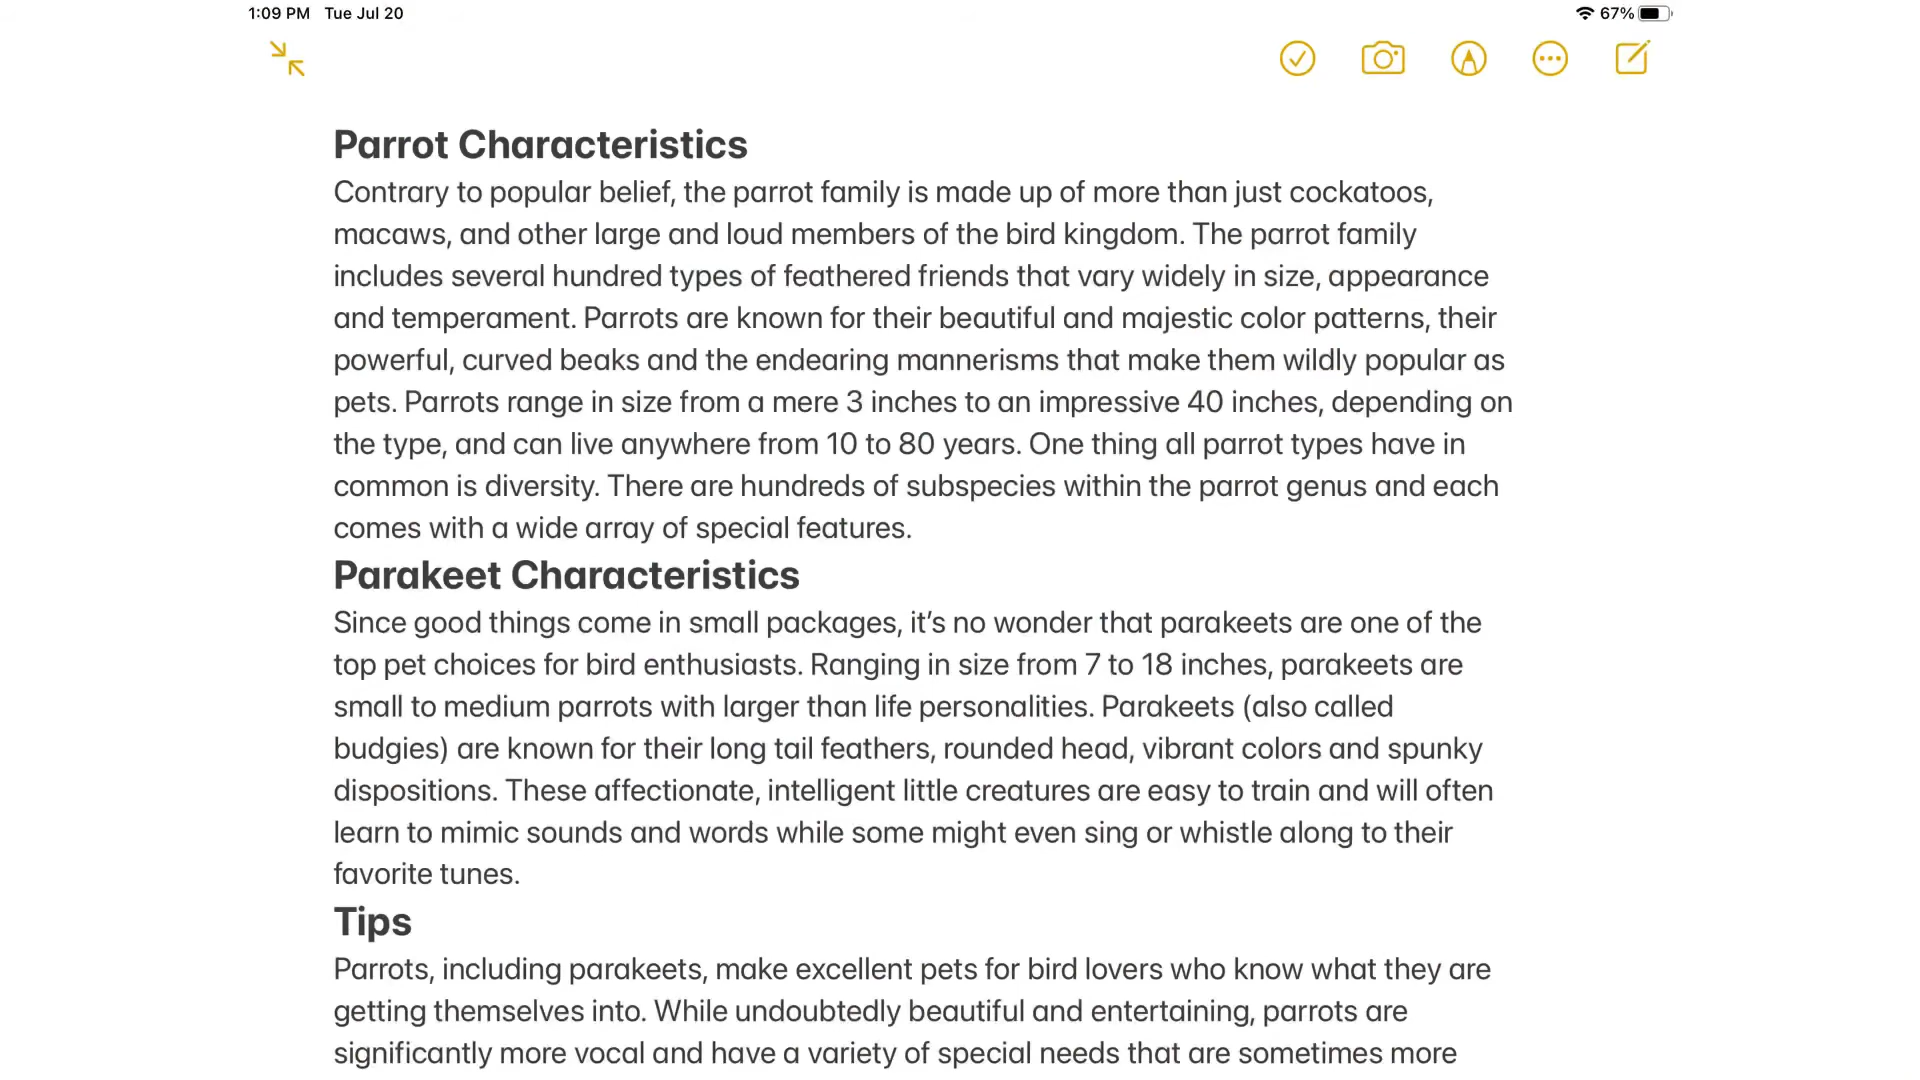 1:09 PM Tue Jul 20
67%
Parrot Characteristics
Contrary to popular belief, the parrot family is made up of more than just cockatoos,
macaws, and other large and loud members of the bird kingdom. The parrot family
includes several hundred types of feathered friends that vary widely in size, appearance
and temperament. Parrots are known for their beautiful and majestic color patterns, their
powerful, curved beaks and the endearing mannerisms that make them wildly popular as
pets. Parrots range in size from a mere 3 inches to an impressive 40 inches, depending on
the type, and can live anywhere from 10 to 80 years. One thing all parrot types have in
common is diversity. There are hundreds of subspecies within the parrot genus and each
comes with a wide array of special features.
Parakeet Characteristics
Since good things come in small packages, it’s no wonder that parakeets are one of the
top pet choices for bird enthusiasts. Ranging in size from 7 to 18 inches, parakeets are
small to medium parrots with larger than life personalities. Parakeets (also called
budgies) are known for their long tail feathers, rounded head, vibrant colors and spunky
dispositions. These affectionate, intelligent little creatures are easy to train and will often
learn to mimic sounds and words while some might even sing or whistle along to their
favorite tunes.
Tips
Parrots, including parakeets, make excellent pets for bird lovers who know what they are
getting themselves into. While undoubtedly beautiful and entertaining, parrots are
significantly more vocal and have a variety of special needs that are sometimes more